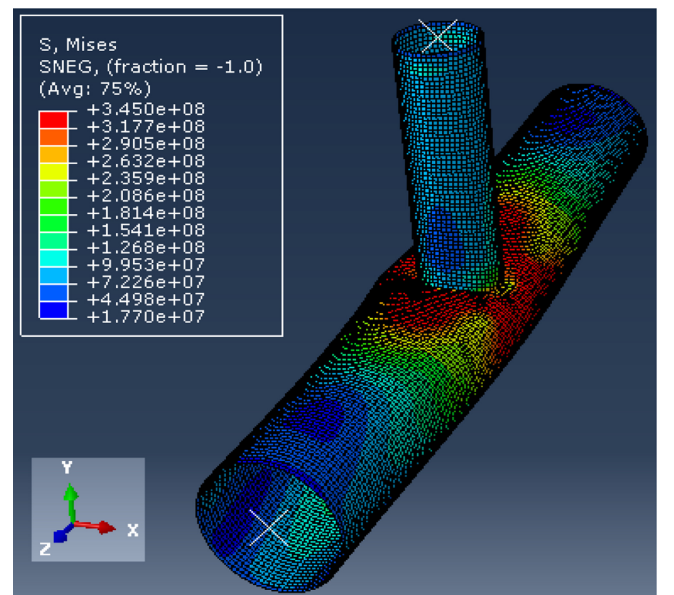 S, Mises
SNEG, (fraction = -1.0)
(Avg: 75%)
+3.450e+08
+3.177e+08
+2.905e+08
+2.632e+08
+2.359e+08
+2.086e+08
+1.814e+08
+1.541e+08
+1.268e+08
+9.953e+07
+7.226e+07
+4.498e+07
+1.770e+07
Y
X
Z